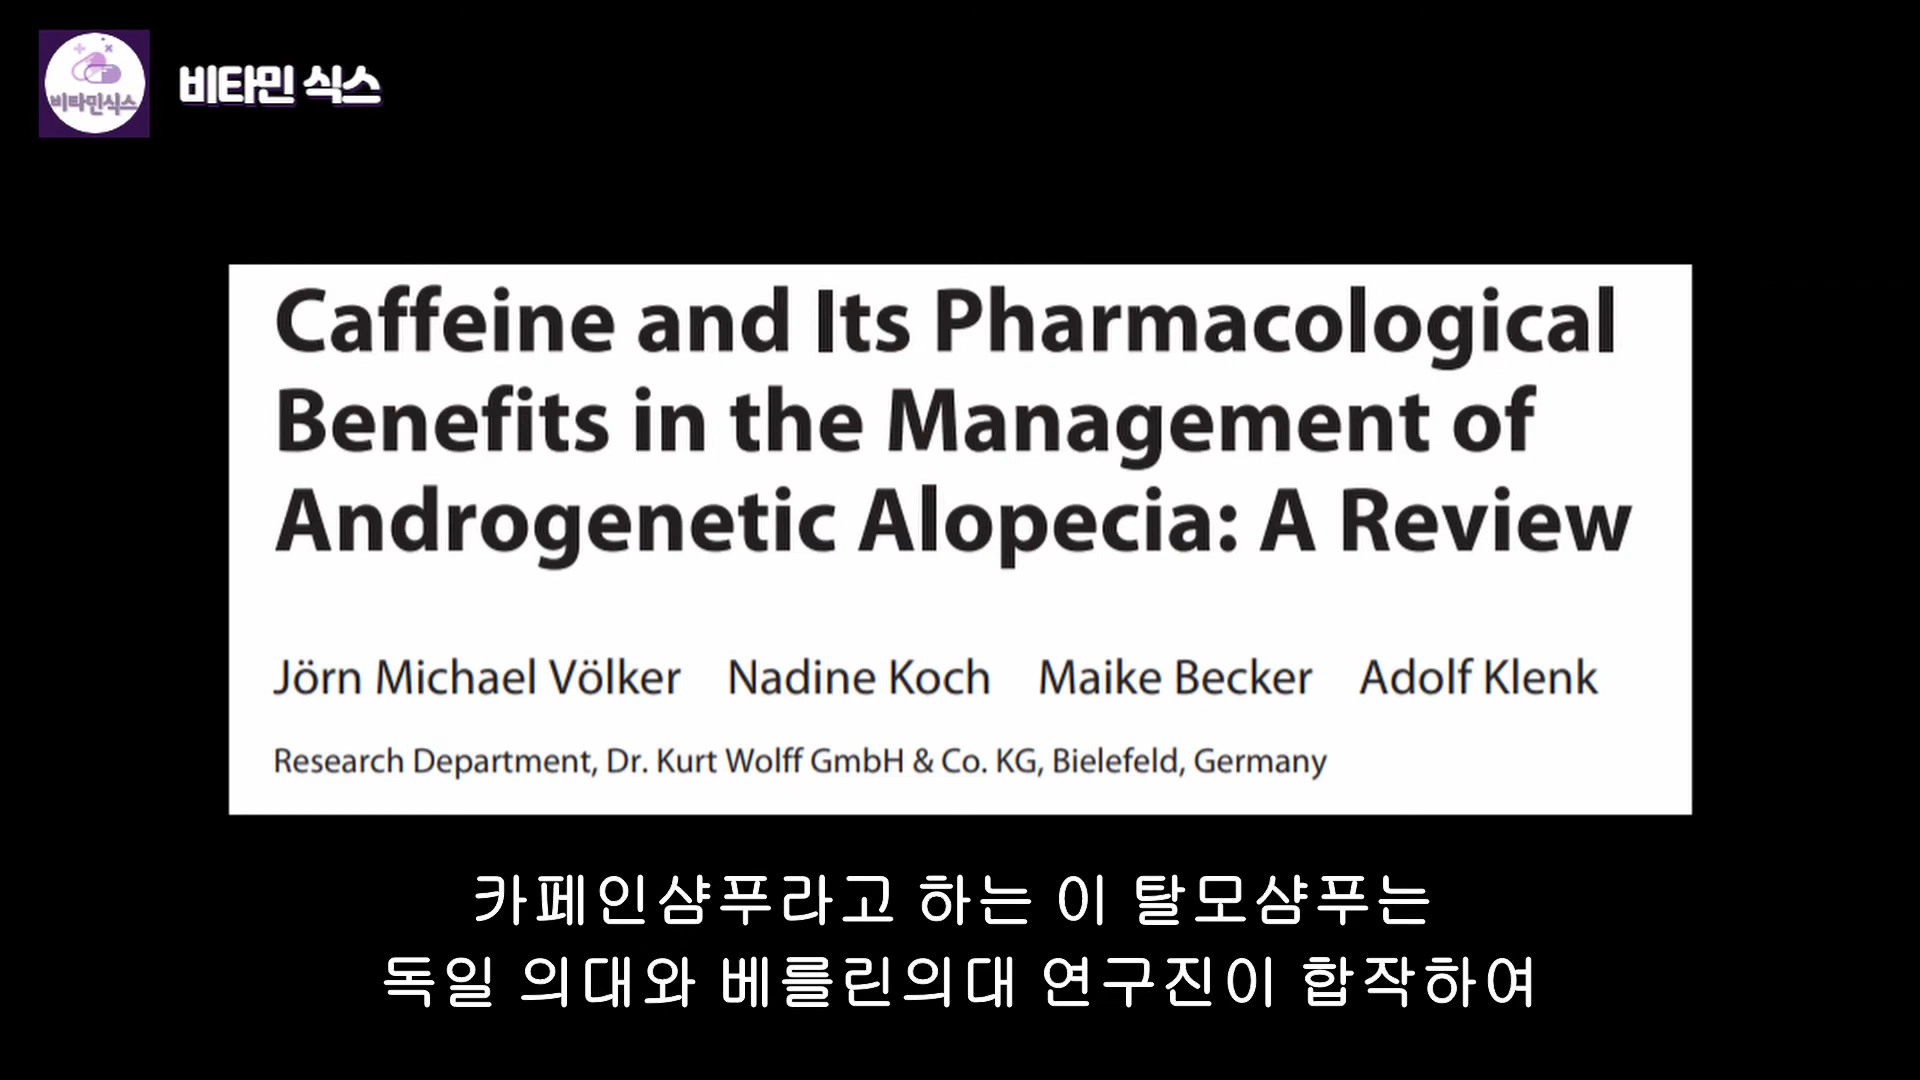 비타민식스
비타민 식스
Caffeine and Its Pharmacological
Benefits in the Management of
Androgenetic Alopecia: A Review
Jörn Michael Völker Nadine Koch Maike Becker Adolf Klenk
Research Department, Dr. Kurt Wolff GmbH & Co. KG, Bielefeld, Germany
카페인샴푸라고 하는 이 탈모샴푸는
독일 의대와 베를린의대 연구진이 합작하여